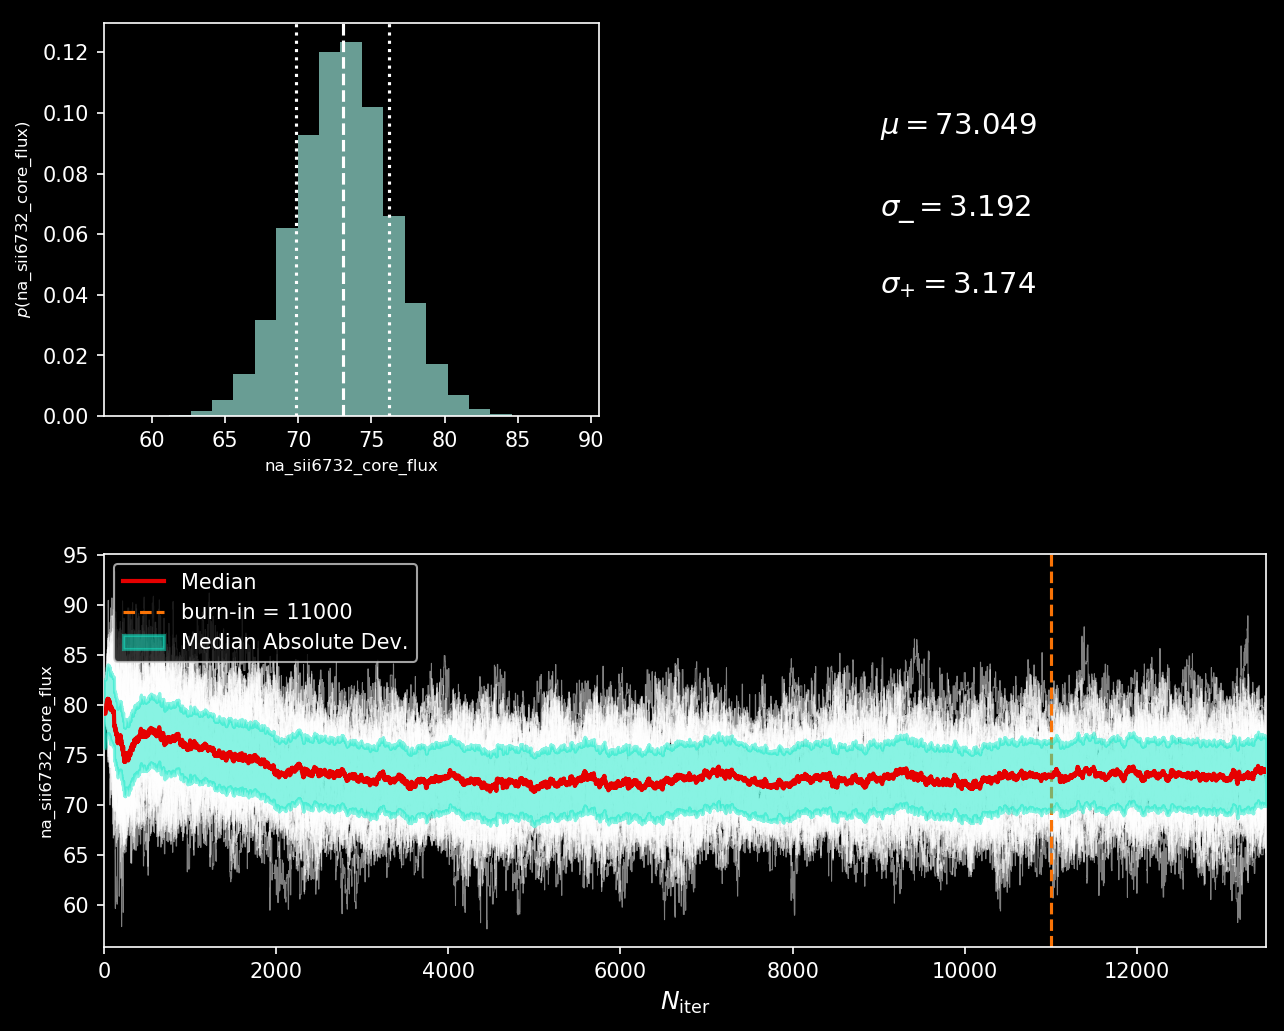 0.12
0.10
0.08
0.06
0.04
0.02
0.00
p(na_sii6732_core_flux)
60 65 70 75 80 85 90
na_sii6732_core_flux
μ = 73.049
σ₋ = 3.192
σ₊ = 3.174
95
90
85
80
75
70
65
60
na_sii6732_core_flux
Median
burn-in = 11000
Median Absolute Dev.
0 2000 4000 6000 8000 10000 12000
N_iter